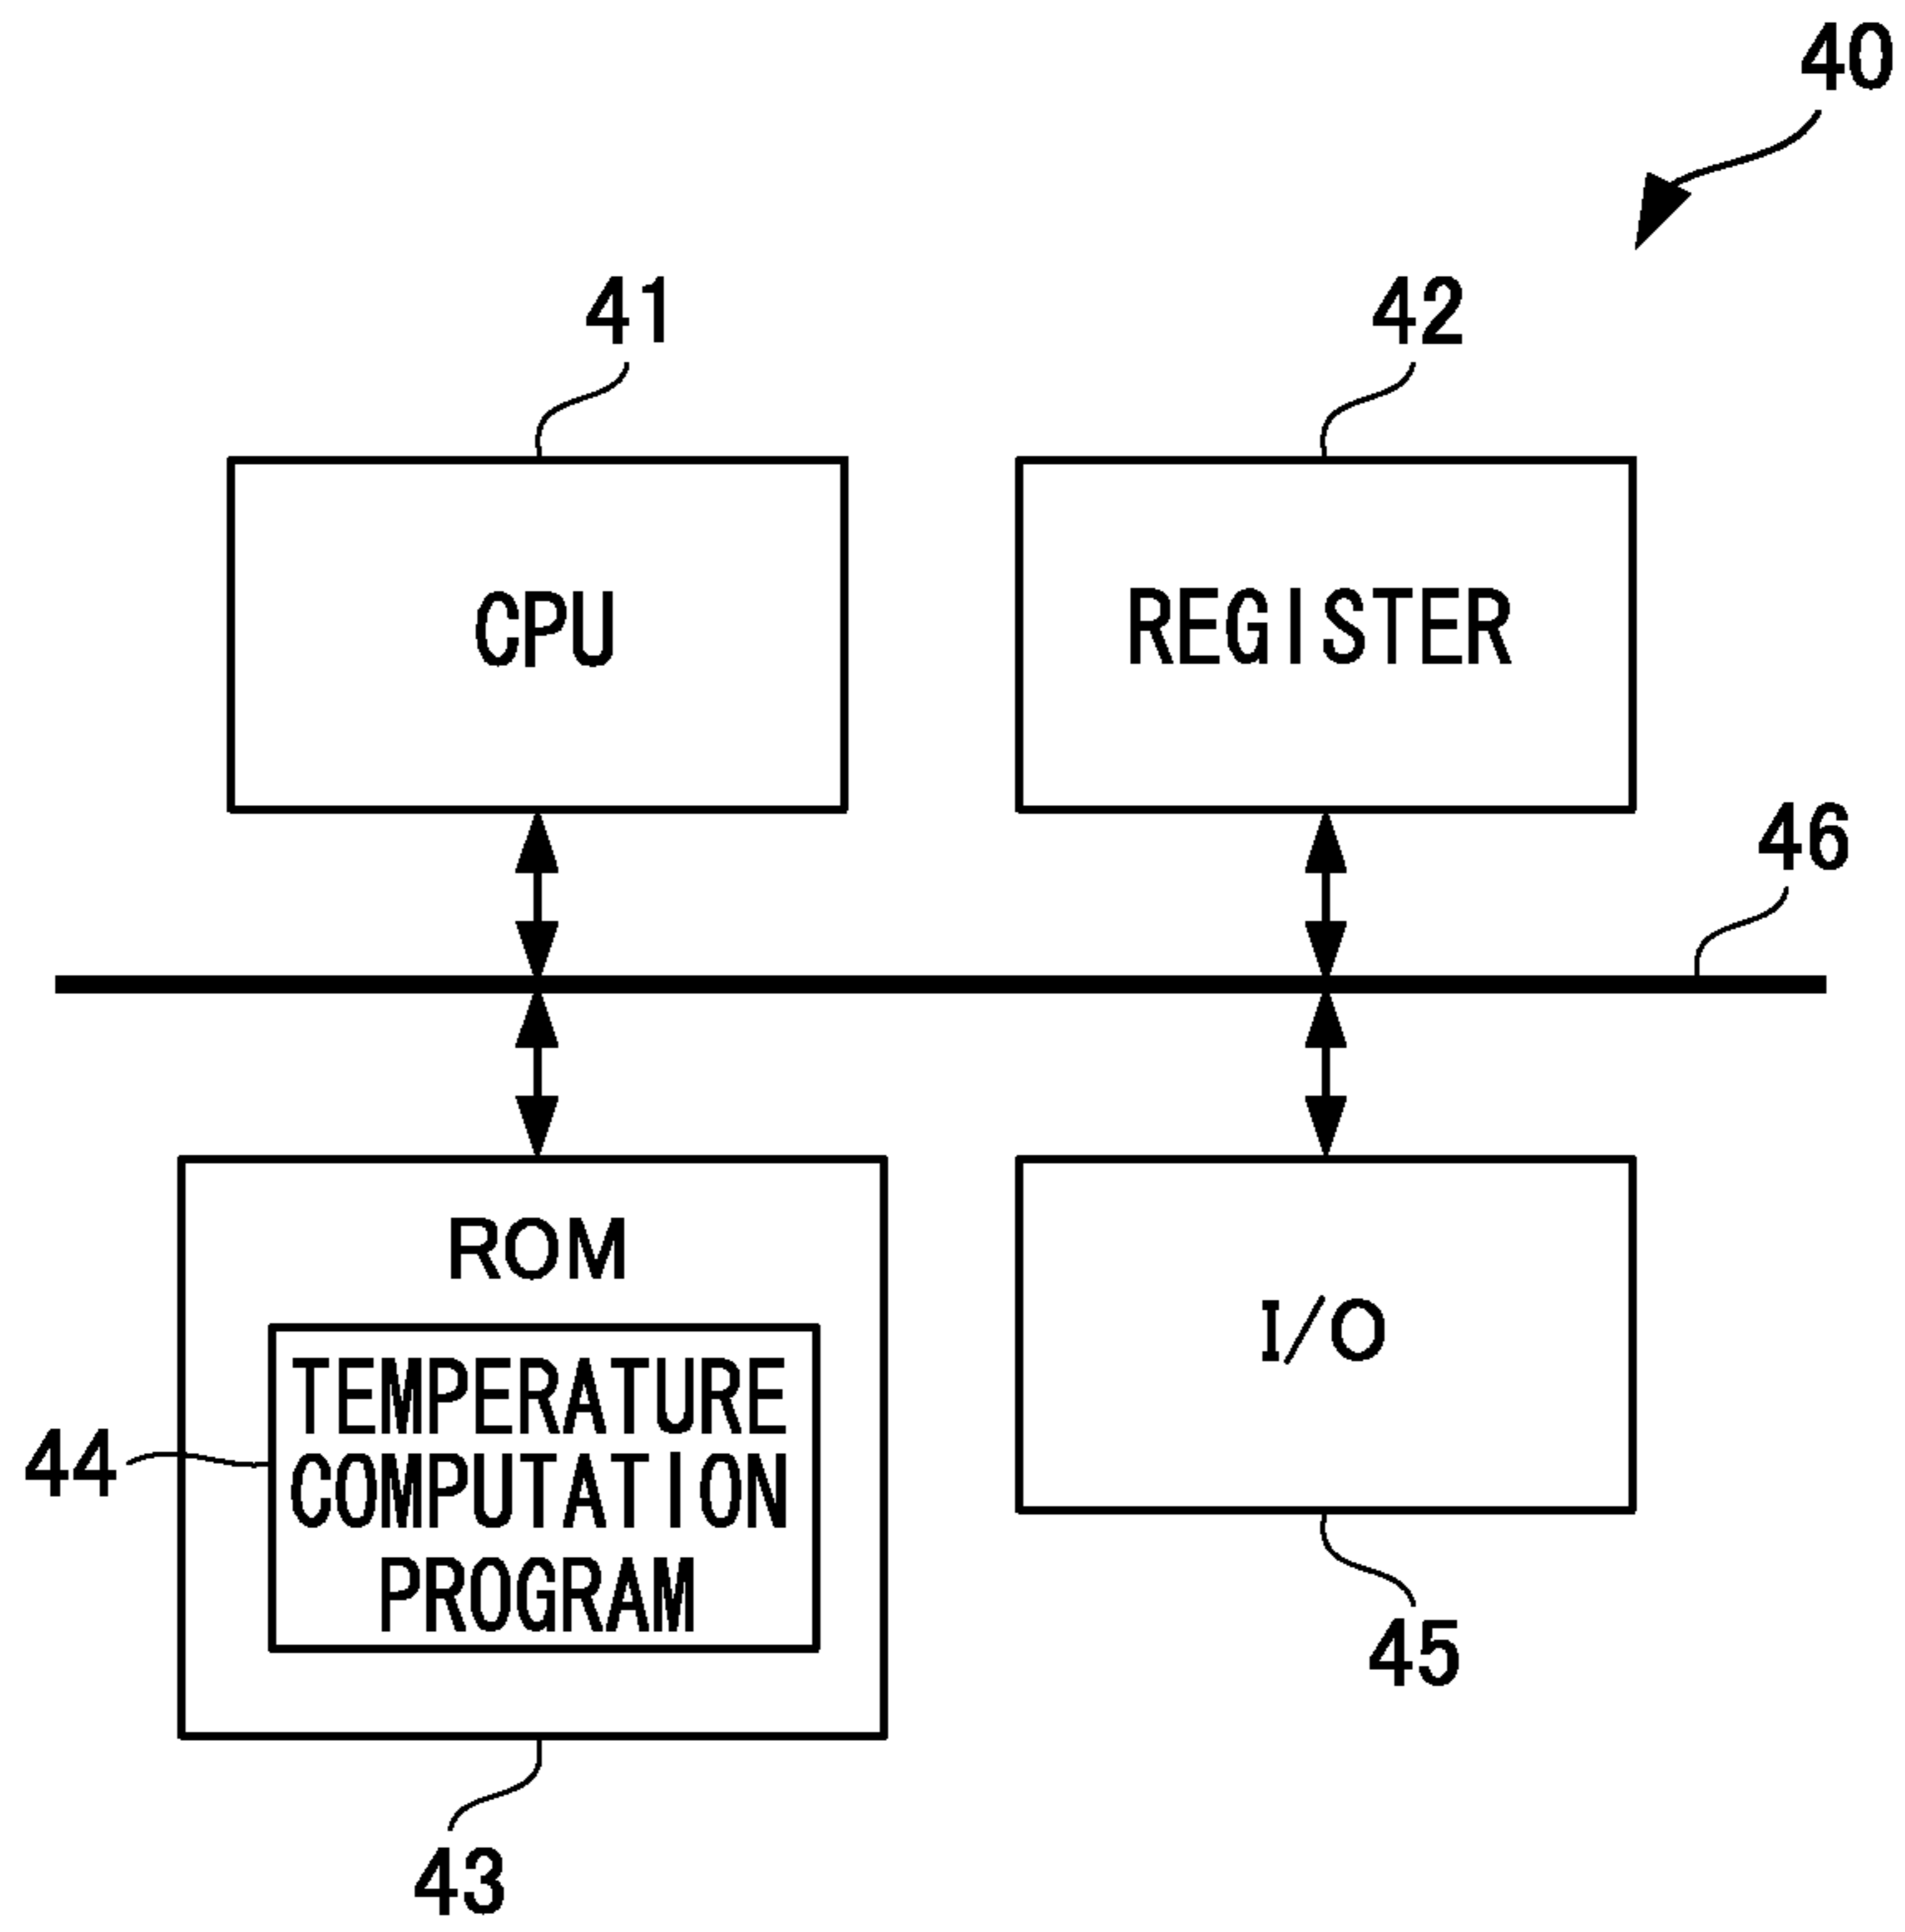 40
41
42
CPU
REGISTER
46
ROM
TEMPERATURE
COMPUTATION
PROGRAM
44
I/O
45
43